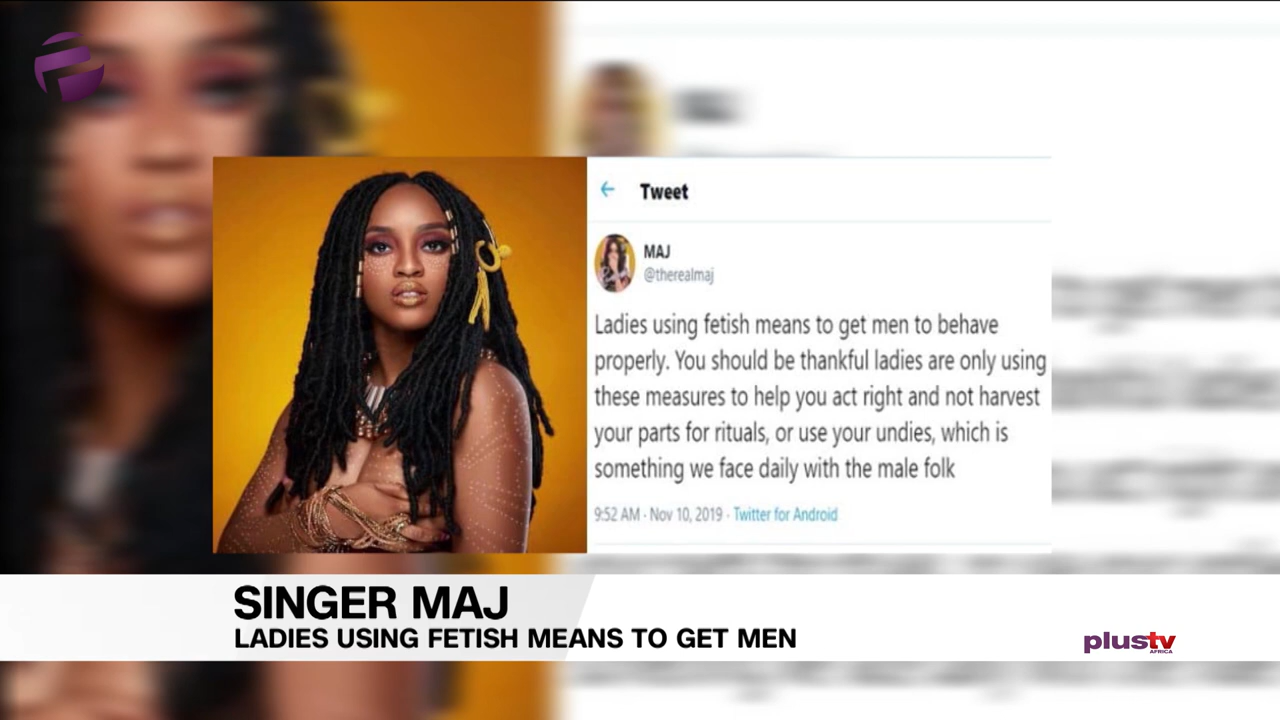 Tweet
MAJ
@therealmaj
Ladies using fetish means to get men to behave
properly. You should be thankful ladies are only using
these measures to help you act right and not harvest
your parts for rituals, or use your undies, which is
something we face daily with the male folk
9:52 AM · Nov 10, 2019 · Twitter for Android
SINGER MAJ
LADIES USING FETISH MEANS TO GET MEN
plustv
AFRICA